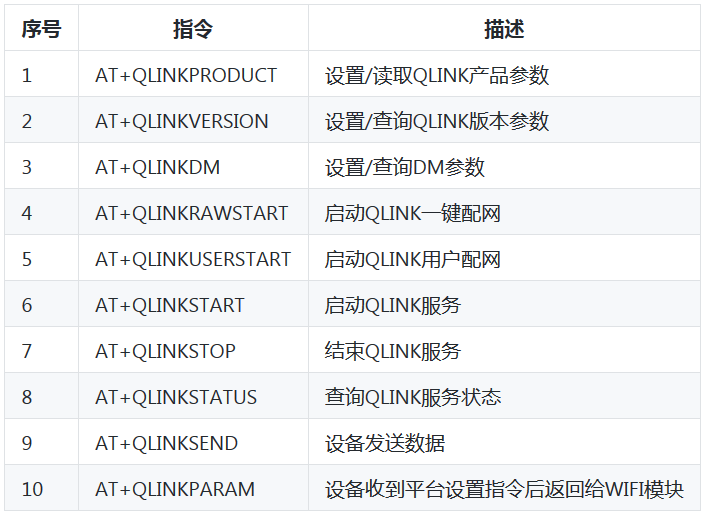 序号 指令 描述
1 AT+QLINKPRODUCT 设置/读取QLINK产品参数
2 AT+QLINKVERSION 设置/查询QLINK版本参数
3 AT+QLINKDM 设置/查询DM参数
4 AT+QLINKRAWSTART 启动QLINK一键配网
5 AT+QLINKUSERSTART 启动QLINK用户配网
6 AT+QLINKSTART 启动QLINK服务
7 AT+QLINKSTOP 结束QLINK服务
8 AT+QLINKSTATUS 查询QLINK服务状态
9 AT+QLINKSEND 设备发送数据
10 AT+QLINKPARAM 设备收到平台设置指令后返回给WIFI模块